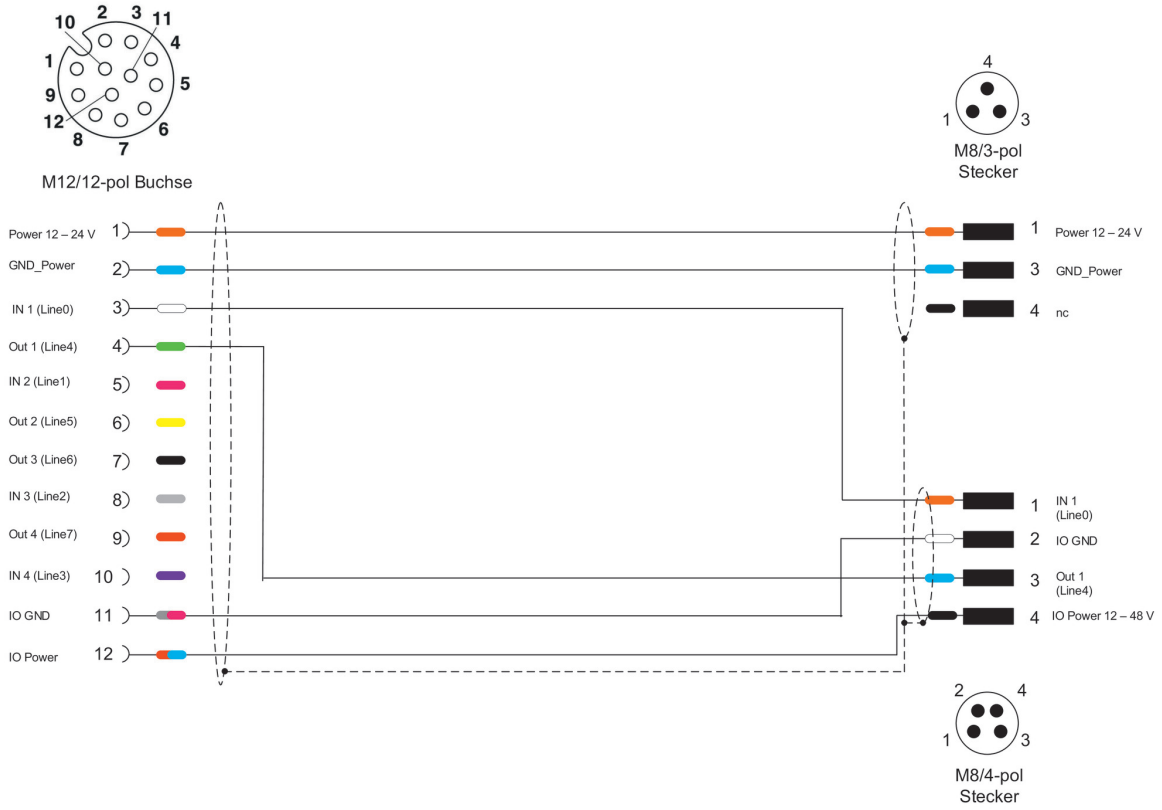 2 3 11
10
4
1
5
9
12
6
8
7
M12/12-pol Buchse
4
1 3
M8/3-pol
Stecker
Power 12 – 24 V 1
GND_Power 2
IN 1 (Line0) 3
Out 1 (Line4) 4
IN 2 (Line1) 5
Out 2 (Line5) 6
Out 3 (Line6) 7
IN 3 (Line2) 8
Out 4 (Line7) 9
IN 4 (Line3) 10
IO GND 11
IO Power 12
1 Power 12 – 24 V
3 GND_Power
4 nc
1 IN 1
(Line0)
2 IO GND
3 Out 1
(Line4)
4 IO Power 12 – 48 V
2 4
1 3
M8/4-pol
Stecker